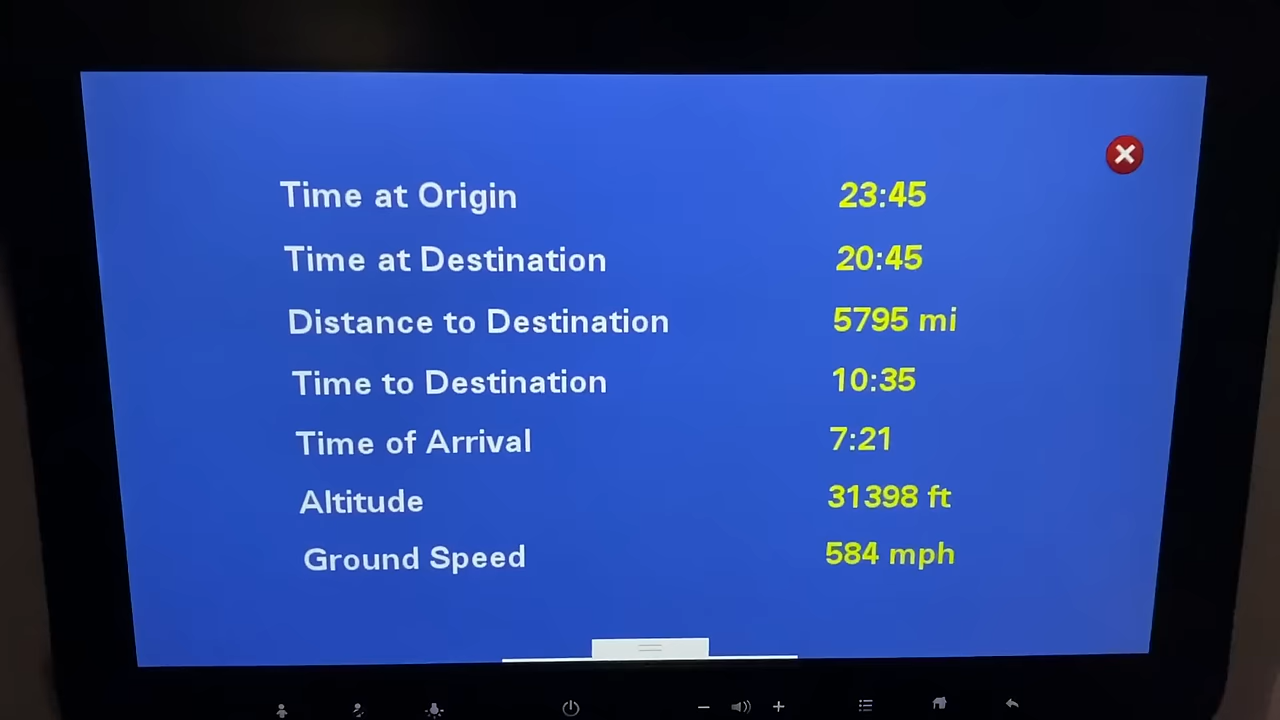 Time at Origin 23:45
Time at Destination 20:45
Distance to Destination 5795 mi
Time to Destination 10:35
Time of Arrival 7:21
Altitude 31398 ft
Ground Speed 584 mph